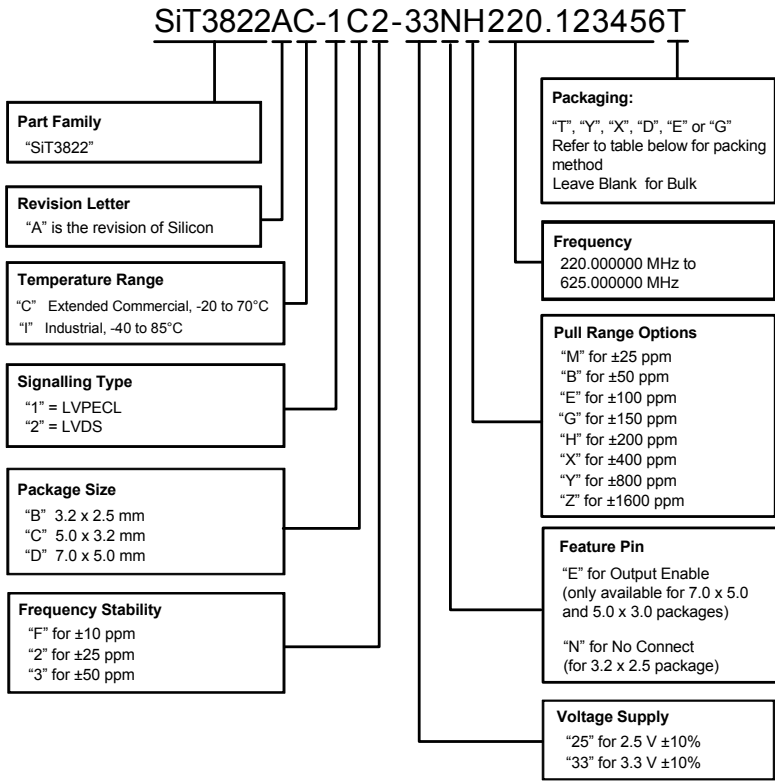 SiT3822AC-1C2-33NH220.123456T
Part Family
“SiT3822”
Revision Letter
“A” is the revision of Silicon
Temperature Range
“C” Extended Commercial, -20 to 70°C
“I” Industrial, -40 to 85°C
Signalling Type
“1” = LVPECL
“2” = LVDS
Package Size
“B” 3.2 x 2.5 mm
“C” 5.0 x 3.2 mm
“D” 7.0 x 5.0 mm
Frequency Stability
“F” for ±10 ppm
“2” for ±25 ppm
“3” for ±50 ppm
Packaging:
“T”, “Y”, “X”, “D”, “E” or “G”
Refer to table below for packing
method
Leave Blank for Bulk
Frequency
220.000000 MHz to
625.000000 MHz
Pull Range Options
“M” for ±25 ppm
“B” for ±50 ppm
“E” for ±100 ppm
“G” for ±150 ppm
“H” for ±200 ppm
“X” for ±400 ppm
“Y” for ±800 ppm
“Z” for ±1600 ppm
Feature Pin
“E” for Output Enable
(only available for 7.0 x 5.0
and 5.0 x 3.0 packages)
“N” for No Connect
(for 3.2 x 2.5 package)
Voltage Supply
“25” for 2.5 V ±10%
“33” for 3.3 V ±10%